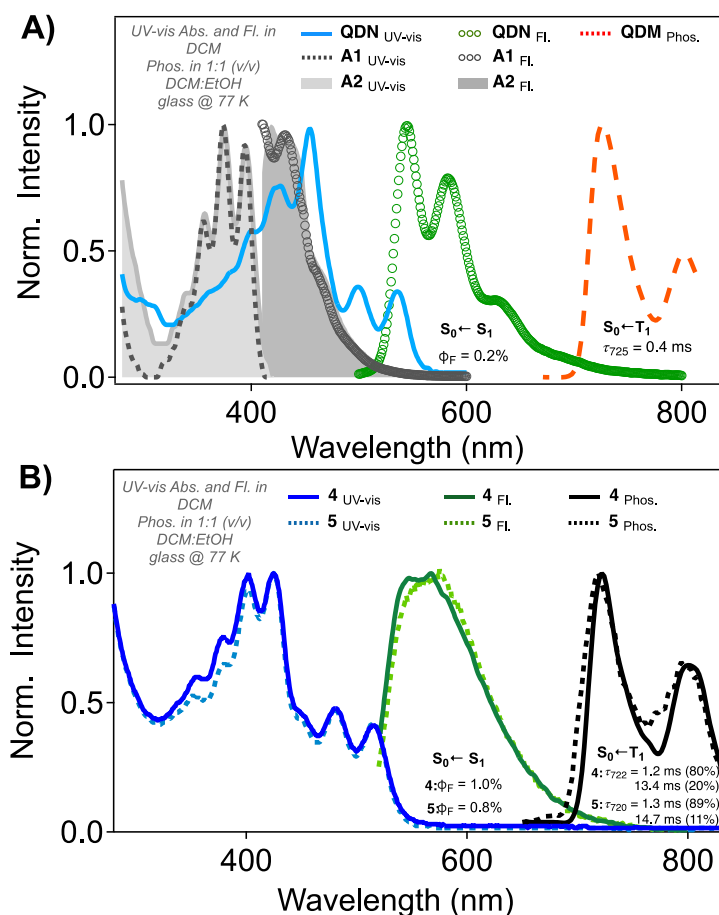 A)
UV-vis Abs. and Fl. in
DCM
Phos. in 1:1 (v/v)
DCM:EtOH
glass @ 77 K
QDN UV-vis
QDN Fl.
QDM Phos.
A1 UV-vis
A1 Fl.
A2 UV-vis
A2 Fl.
Norm. Intensity
1.0
0.5
0.0
S0← S1
ϕF = 0.2%
S0←T1
τ725 = 0.4 ms
400
600
800
Wavelength (nm)
B)
UV-vis Abs. and Fl. in
DCM
Phos. in 1:1 (v/v)
DCM:EtOH
glass @ 77 K
4 UV-vis
4 Fl.
4 Phos.
5 UV-vis
5 Fl.
5 Phos.
Norm. Intensity
1.0
0.5
0.0
S0← S1
4:ϕF = 1.0%
5:ϕF = 0.8%
S0←T1
4: τ722 = 1.2 ms (80%)
13.4 ms (20%)
5: τ720 = 1.3 ms (89%)
14.7 ms (11%)
400
600
800
Wavelength (nm)